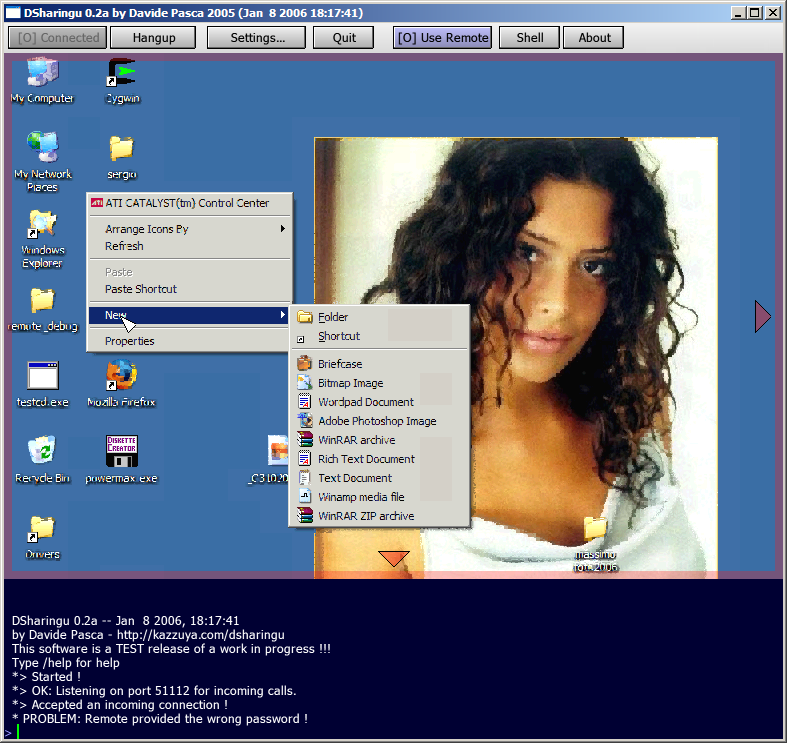 DSharingu 0.2a by Davide Pasca 2005 (Jan  8 2006 18:17:41)
[O] Connected Hangup Settings... Quit [O] Use Remote Shell About
My Computer
Cygwin
My Network
Places
sergio
Windows
Explorer
remote_debug
testcd.exe
Mozilla Firefox
Recycle Bin
DISKETTE
CREATOR
powermax.exe
Drivers
_C31020
massimo
fot_2006
ATI
ATI CATALYST(tm) Control Center
Arrange Icons By
Refresh
Paste
Paste Shortcut
New
Properties
Folder
Shortcut
Briefcase
Bitmap Image
Wordpad Document
Adobe Photoshop Image
WinRAR archive
Rich Text Document
Text Document
Winamp media file
WinRAR ZIP archive
DSharingu 0.2a -- Jan  8 2006, 18:17:41
by Davide Pasca - http://kazzuya.com/dsharingu
This software is a TEST release of a work in progress !!!
Type /help for help
*> Started !
*> OK: Listening on port 51112 for incoming calls.
*> Accepted an incoming connection !
* PROBLEM: Remote provided the wrong password !
>